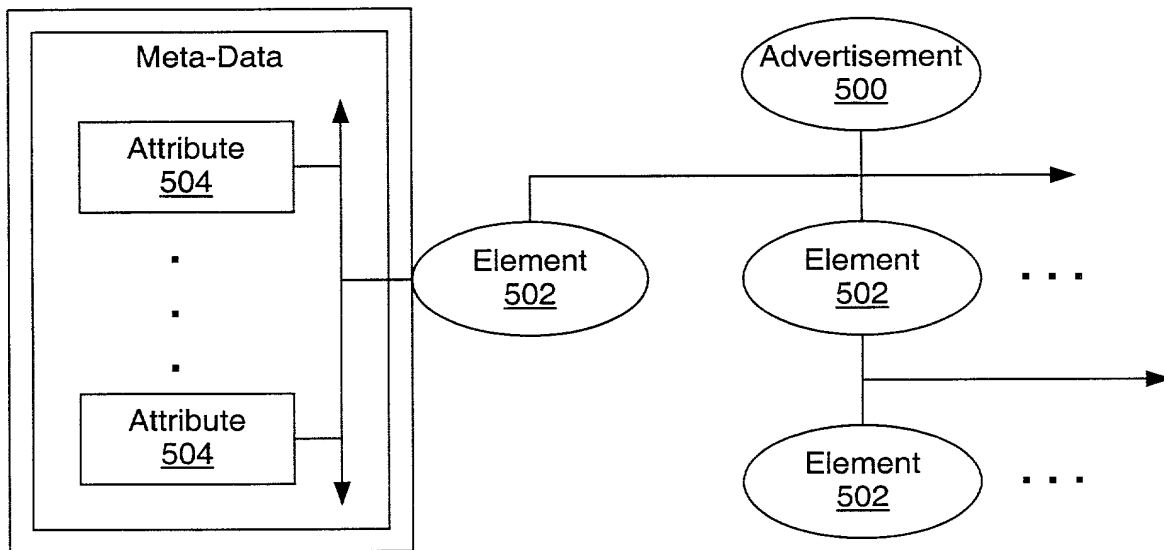 Meta-Data
Attribute
504
Attribute
504
Advertisement
500
Element
502
Element
502
Element
502